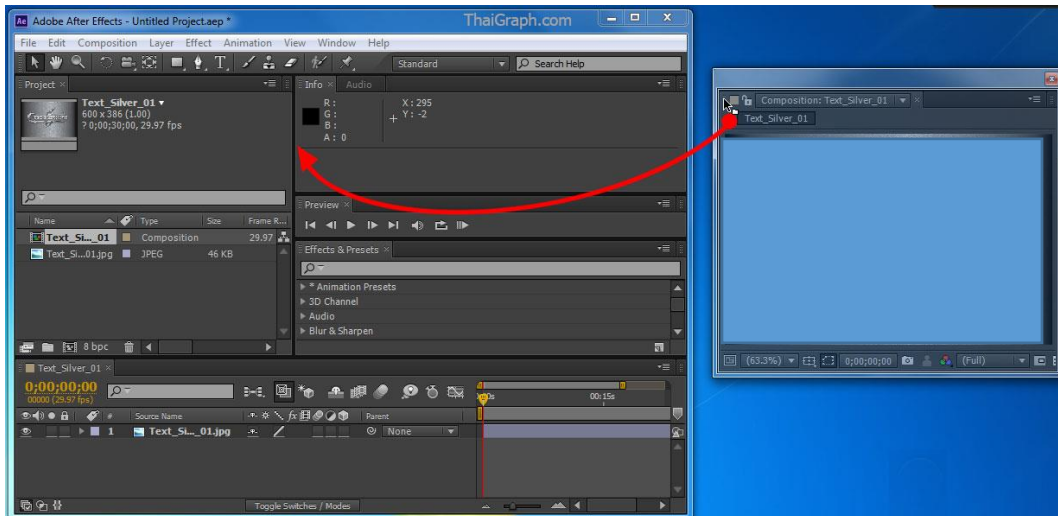 Adobe After Effects - Untitled Project.aep *
ThaiGraph.com
File Edit Composition Layer Effect Animation View Window Help
Standard
Search Help
Project
Text_Silver_01
600 x 386 (1.00)
? 0;00;30;00, 29.97 fps
Name Type Size Frame R...
Text_Si..._01 Composition 29.97
Text_Si...01.jpg JPEG 46 KB
8 bpc
Info Audio
R : X : 295
G : Y : -2
B :
A : 0
Preview
Effects & Presets
* Animation Presets
3D Channel
Audio
Blur & Sharpen
Composition: Text_Silver_01
Text_Silver_01
(63.3%) 0;00;00;00 (Full)
Text_Silver_01
0;00;00;00
00000 (29.97 fps)
00:15s
# Source Name Parent
1 Text_Si..._01.jpg None
Toggle Switches / Modes